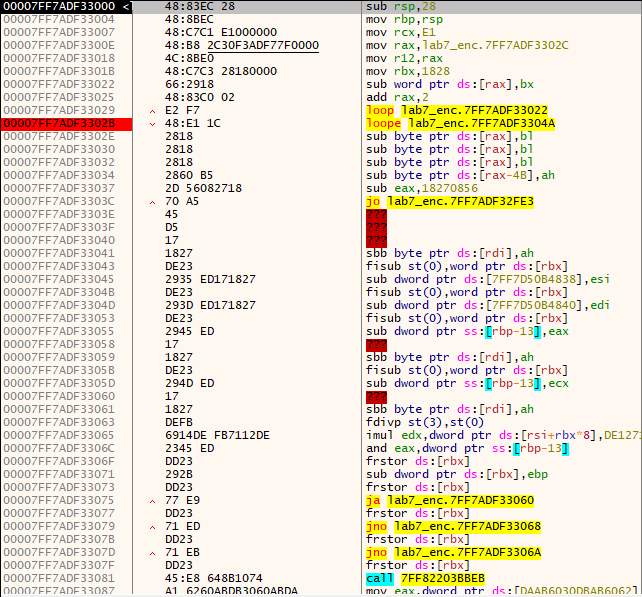 00007FF7ADF33000 < 48:83EC 28 sub rsp,28
00007FF7ADF33004 48:8BEC mov rbp,rsp
00007FF7ADF33007 48:C7C1 E1000000 mov rcx,E1
00007FF7ADF3300E 48:B8 2C30F3ADF77F0000 mov rax,lab7_enc.7FF7ADF3302C
00007FF7ADF33018 4C:8BE0 mov r12,rax
00007FF7ADF3301B 48:C7C3 28180000 mov rbx,1828
00007FF7ADF33022 66:2918 sub word ptr ds:[rax],bx
00007FF7ADF33025 48:83C0 02 add rax,2
00007FF7ADF33029 E2 F7 loop lab7_enc.7FF7ADF33022
00007FF7ADF3302B 48:E1 1C loope lab7_enc.7FF7ADF3304A
00007FF7ADF3302E 2818 sub byte ptr ds:[rax],bl
00007FF7ADF33030 2818 sub byte ptr ds:[rax],bl
00007FF7ADF33032 2818 sub byte ptr ds:[rax],bl
00007FF7ADF33034 2860 B5 sub byte ptr ds:[rax-4B],ah
00007FF7ADF33037 2D 56082718 sub eax,18270856
00007FF7ADF3303C 70 A5 jo lab7_enc.7FF7ADF32FE3
00007FF7ADF3303E 45 ???
00007FF7ADF3303F D5 ???
00007FF7ADF33040 17 ???
00007FF7ADF33041 1827 sbb byte ptr ds:[rdi],ah
00007FF7ADF33043 DE23 fisub st(0),word ptr ds:[rbx]
00007FF7ADF33045 2935 ED171827 sub dword ptr ds:[7FF7D50B4838],esi
00007FF7ADF3304B DE23 fisub st(0),word ptr ds:[rbx]
00007FF7ADF3304D 293D ED171827 sub dword ptr ds:[7FF7D50B4840],edi
00007FF7ADF33053 DE23 fisub st(0),word ptr ds:[rbx]
00007FF7ADF33055 2945 ED sub dword ptr ss:[rbp-13],eax
00007FF7ADF33058 17 ???
00007FF7ADF33059 1827 sbb byte ptr ds:[rdi],ah
00007FF7ADF3305B DE23 fisub st(0),word ptr ds:[rbx]
00007FF7ADF3305D 294D ED sub dword ptr ss:[rbp-13],ecx
00007FF7ADF33060 17 ???
00007FF7ADF33061 1827 sbb byte ptr ds:[rdi],ah
00007FF7ADF33063 DEFB fdivp st(3),st(0)
00007FF7ADF33065 6914DE FB7112DE imul edx,dword ptr ds:[rsi+rbx*8],DE1271
00007FF7ADF3306C 2345 ED and eax,dword ptr ss:[rbp-13]
00007FF7ADF3306F DD23 frstor ds:[rbx]
00007FF7ADF33071 292B sub dword ptr ds:[rbx],ebp
00007FF7ADF33073 DD23 frstor ds:[rbx]
00007FF7ADF33075 77 E9 ja lab7_enc.7FF7ADF33060
00007FF7ADF33077 DD23 frstor ds:[rbx]
00007FF7ADF33079 71 ED jno lab7_enc.7FF7ADF33068
00007FF7ADF3307B DD23 frstor ds:[rbx]
00007FF7ADF3307D 71 EB jno lab7_enc.7FF7ADF3306A
00007FF7ADF3307F DD23 frstor ds:[rbx]
00007FF7ADF33081 45:E8 648B1074 call 7FF82203BBEB
00007FF7ADF33087 A1 6260ABDB3060ABDA mov eax,dword ptr ds:[DAAB6030DBAB6062]